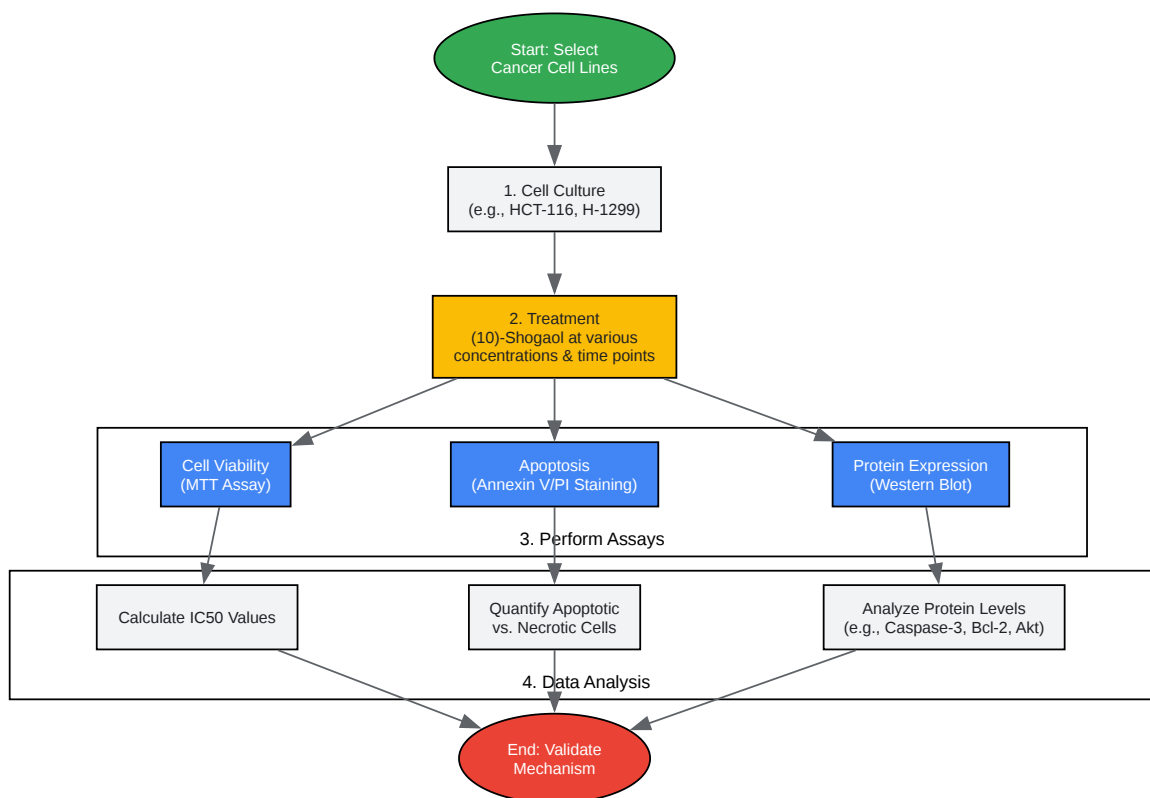 Start: Select
Cancer Cell Lines
1. Cell Culture
(e.g., HCT-116, H-1299)
2. Treatment
(10)-Shogaol at various
concentrations & time points
Cell Viability
(MTT Assay)
Apoptosis
(Annexin V/PI Staining)
Protein Expression
(Western Blot)
3. Perform Assays
Calculate IC50 Values
Quantify Apoptotic
vs. Necrotic Cells
Analyze Protein Levels
(e.g., Caspase-3, Bcl-2, Akt)
4. Data Analysis
End: Validate
Mechanism